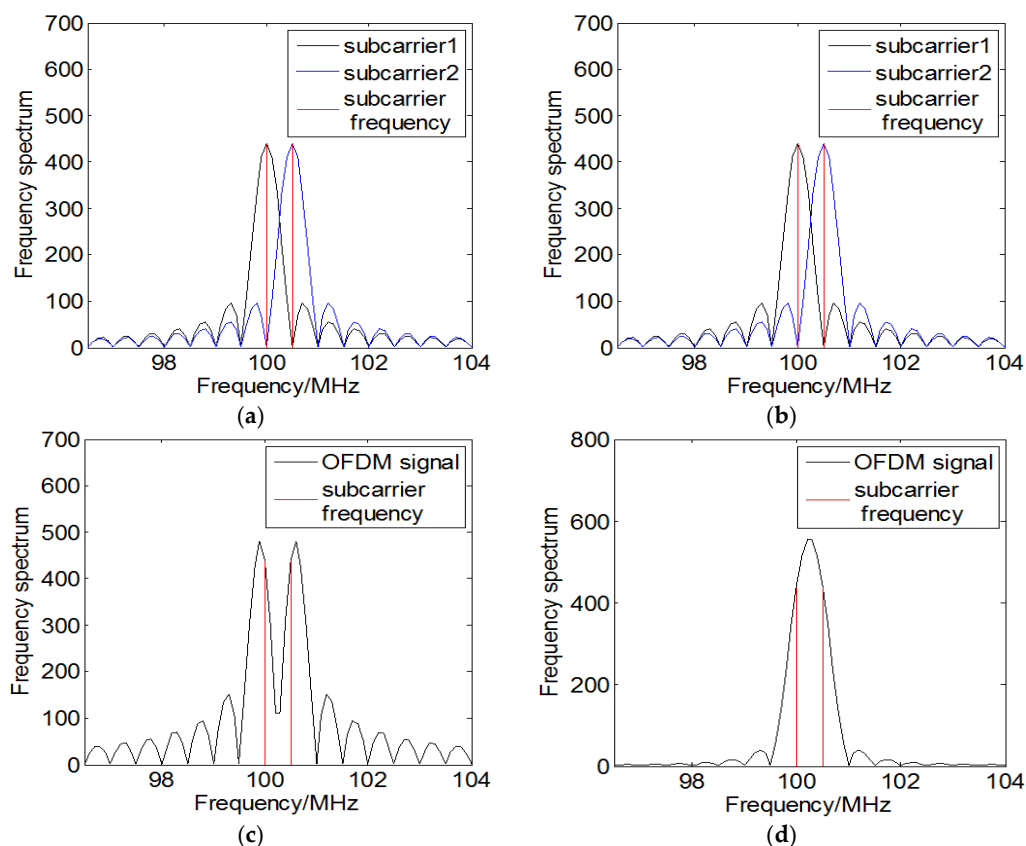 700
600
500
400
300
200
100
0
Frequency spectrum
subcarrier1
subcarrier2
subcarrier
frequency
98
100
102
104
Frequency/MHz
(a)
700
600
500
400
300
200
100
0
Frequency spectrum
subcarrier1
subcarrier2
subcarrier
frequency
98
100
102
104
Frequency/MHz
(b)
700
600
500
400
300
200
100
0
Frequency spectrum
OFDM signal
subcarrier
frequency
98
100
102
104
Frequency/MHz
(c)
800
600
400
200
0
Frequency spectrum
OFDM signal
subcarrier
frequency
98
100
102
104
Frequency/MHz
(d)